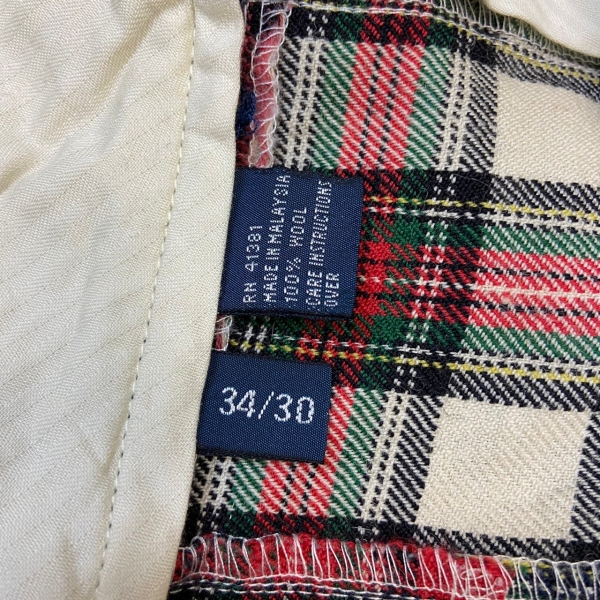 RN 41381
MADE IN MALAYSIA
100% WOOL
CARE INSTRUCTIONS
OVER
34/30